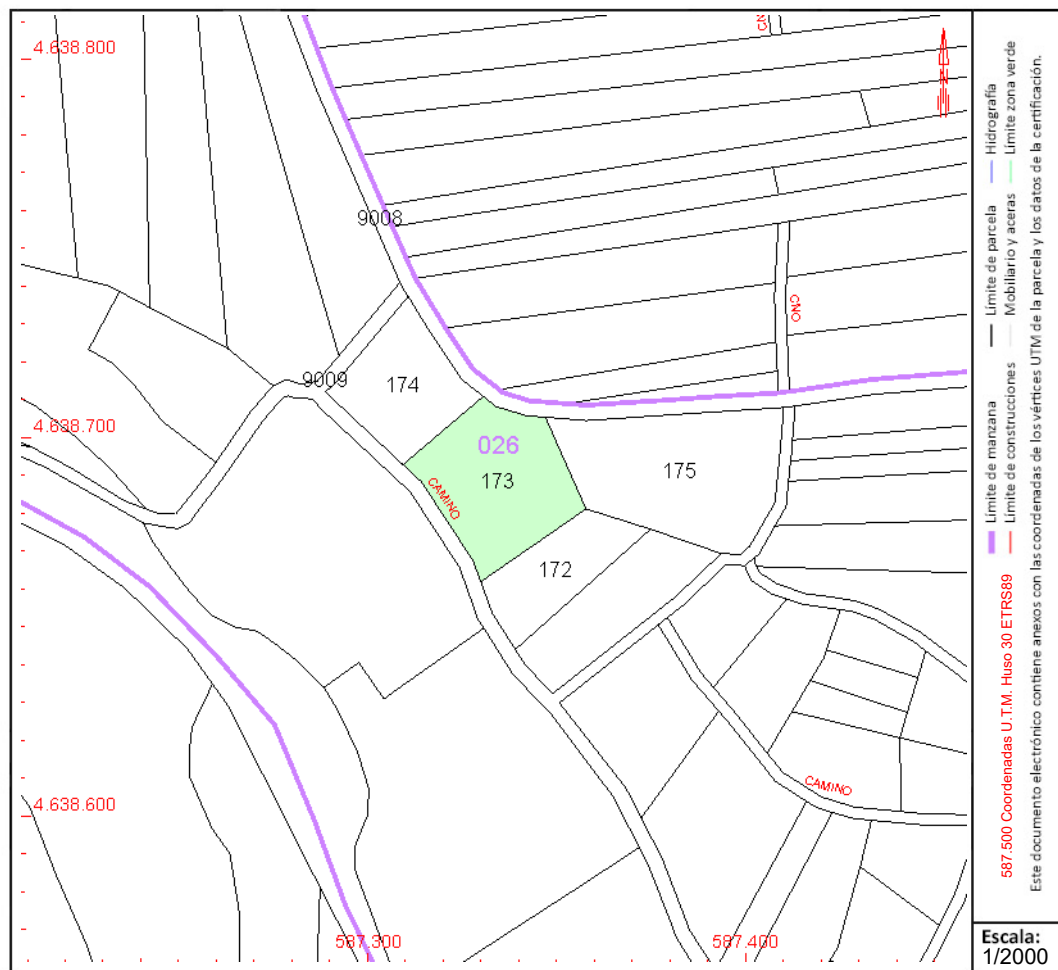 4.638.800
CN
9008
CNO
9009
174
4.638.700
026
173
175
CAMINO
172
CAMINO
4.638.600
587.300
587.400
N
Límite de manzana
Límite de parcela
Hidrografía
Límite de construcciones
Mobiliario y aceras
Límite zona verde
587.500 Coordenadas U.T.M. Huso 30 ETRS89
Este documento electrónico contiene anexos con las coordenadas de los vértices UTM de la parcela y los datos de la certificación.
Escala:
1/2000